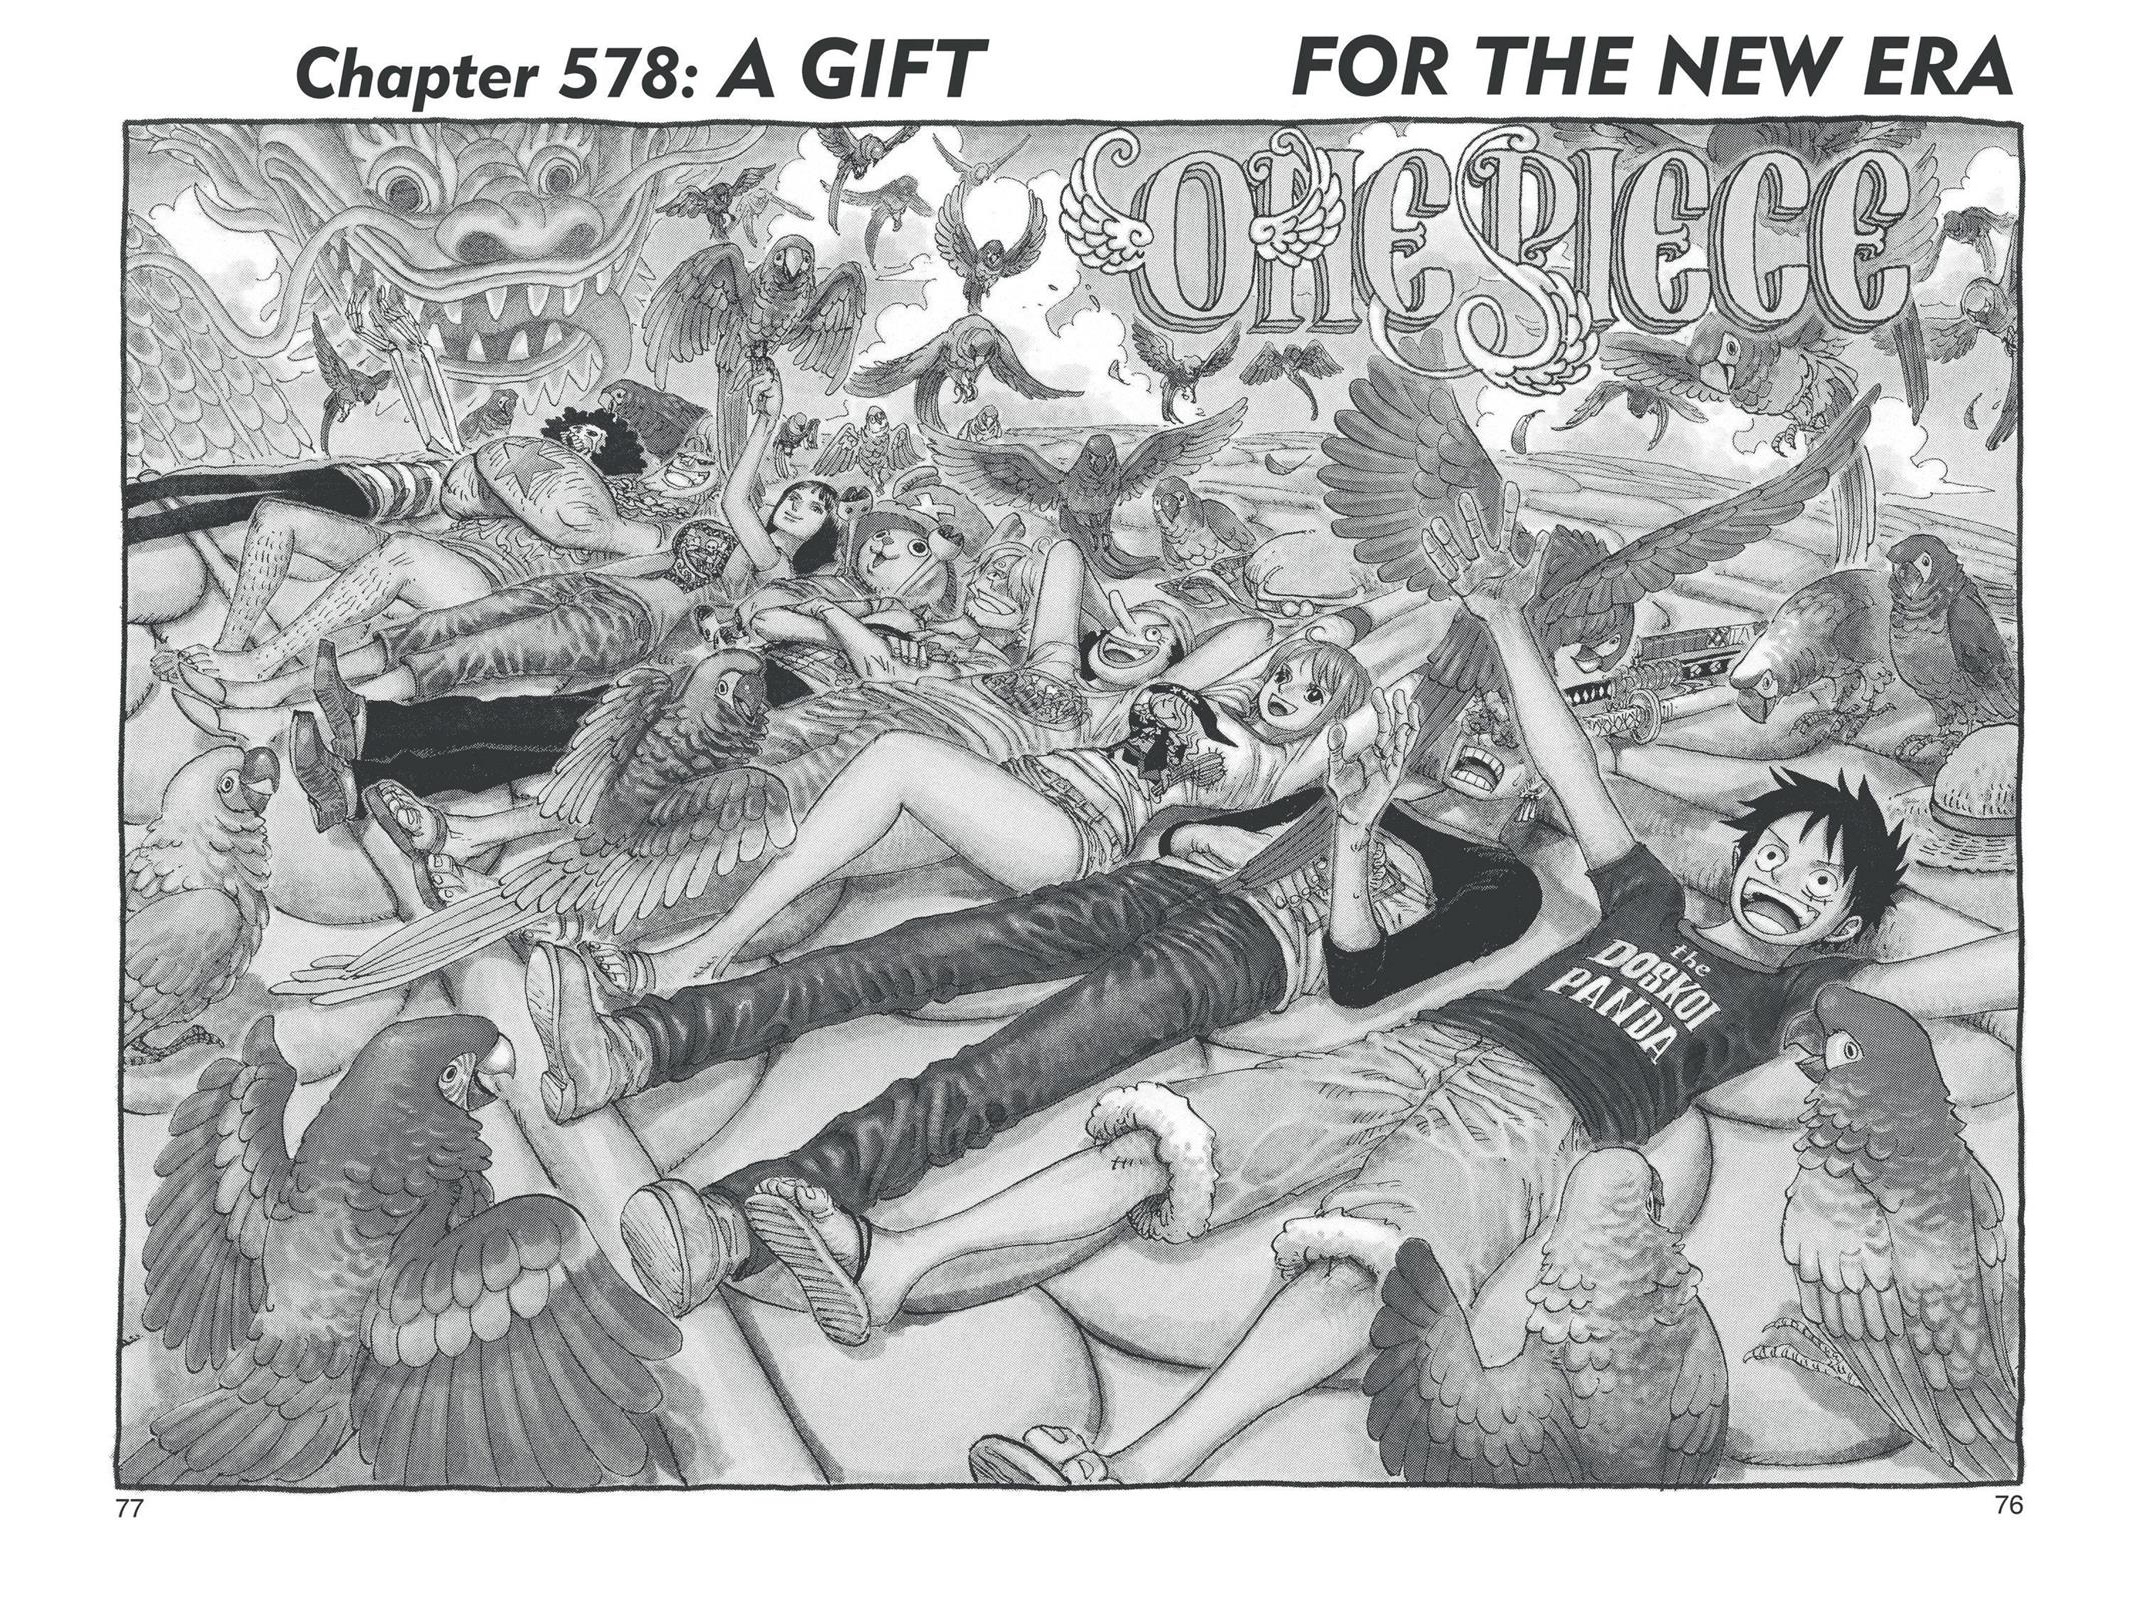 Chapter 578: A GIFT FOR THE NEW ERA
ONE PIECE
the
DOSKOI
PANDA
77
76